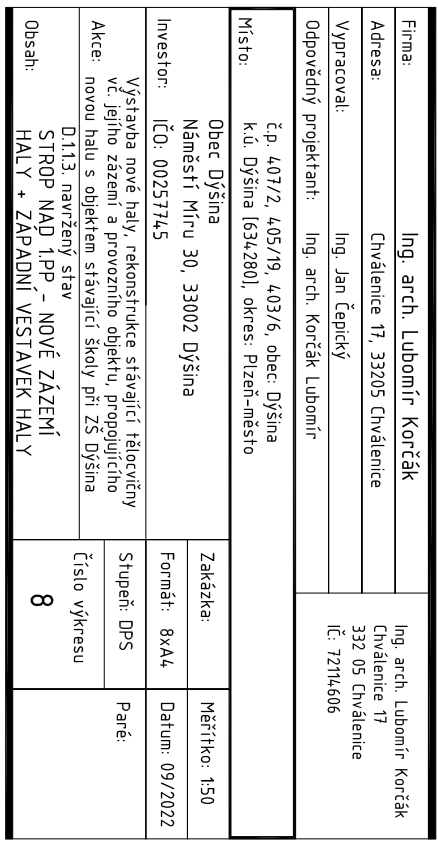 Firma: Ing. arch. Lubomír Korčák
Adresa: Chválenice 17, 33205 Chválenice
Vypracoval: Ing. Jan Čepický
Odpovědný projektant: Ing. arch. Korčák Lubomír
Ing. arch. Lubomír Korčák
Chválenice 17
332 05 Chválenice
IČ: 72114606
Místo: č.p. 407/2, 405/19, 403/6, obec: Dýšina
k.ú. Dýšina [634280], okres: Plzeň-město
Investor: Obec Dýšina
Náměstí Míru 30, 33002 Dýšina
IČO: 00257745
Zakázka:
Měřítko: 1:50
Formát: 8xA4
Datum: 09/2022
Akce: Výstavba nové haly, rekonstrukce stávající tělocvičny
vč. jejího zázemí a provozního objektu, propojujícího
novou halu s objektem stávající školy při ZŠ Dýšina
Stupeň: DPS
Paré:
Obsah: D.1.1.3. navržený stav
STROP NAD 1.PP - NOVÉ ZÁZEMÍ
HALY + ZÁPADNÍ VESTAVEK HALY
Číslo výkresu
8